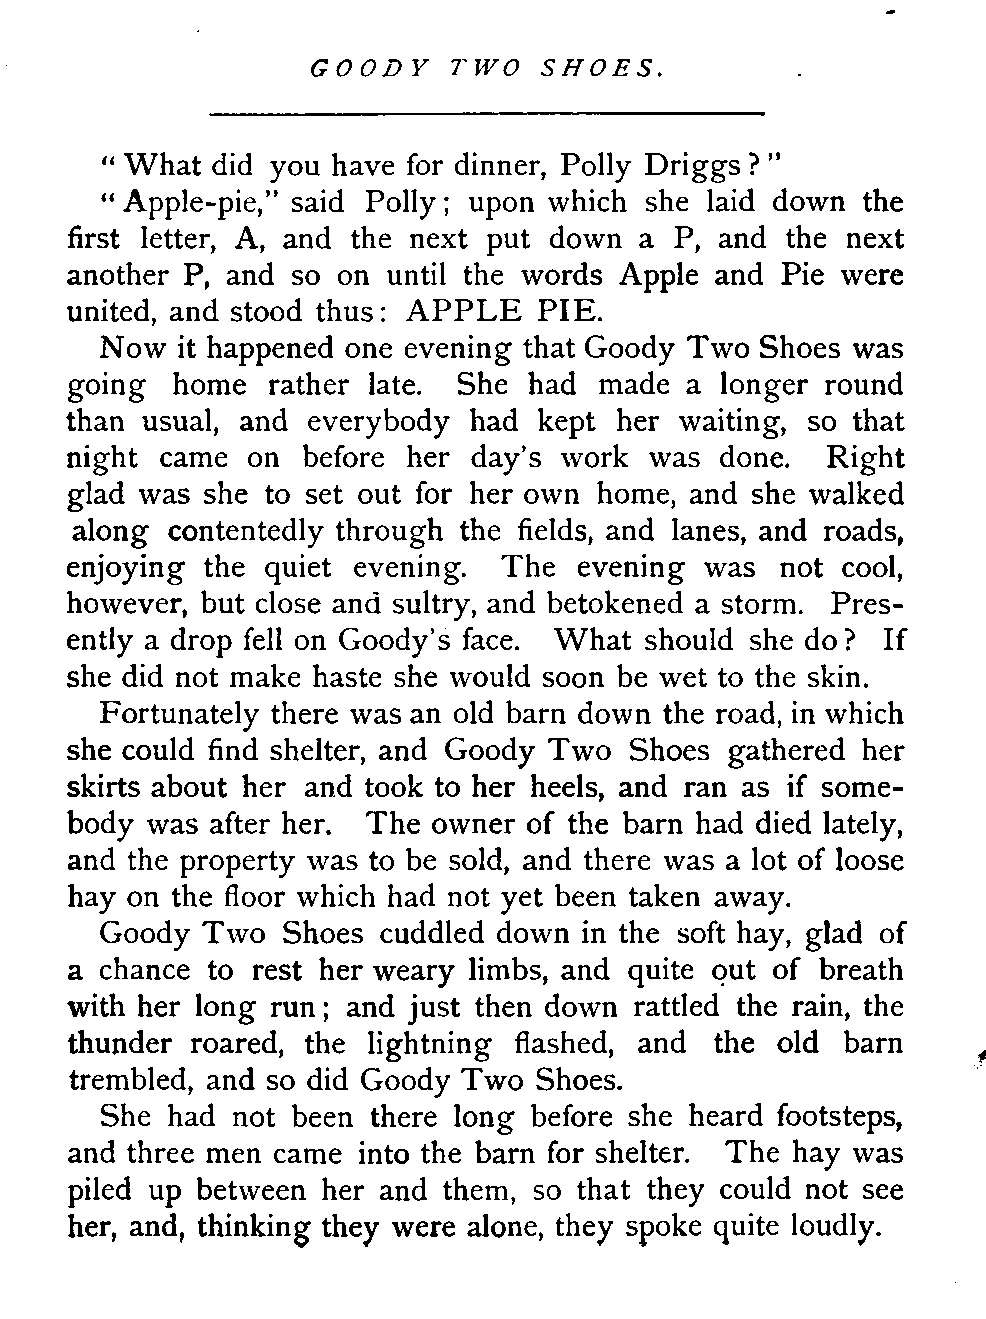 GOODY TWO SHOES.
"What did you have for dinner, Polly Driggs?"
"Apple-pie," said Polly; upon which she laid down the
first letter, A, and the next put down a P, and the next
another P, and so on until the words Apple and Pie were
united, and stood thus: APPLE PIE.
Now it happened one evening that Goody Two Shoes was
going home rather late. She had made a longer round
than usual, and everybody had kept her waiting, so that
night came on before her day's work was done. Right
glad was she to set out for her own home, and she walked
along contentedly through the fields, and lanes, and roads,
enjoying the quiet evening. The evening was not cool,
however, but close and sultry, and betokened a storm. Pres-
ently a drop fell on Goody's face. What should she do? If
she did not make haste she would soon be wet to the skin.
Fortunately there was an old barn down the road, in which
she could find shelter, and Goody Two Shoes gathered her
skirts about her and took to her heels, and ran as if some-
body was after her. The owner of the barn had died lately,
and the property was to be sold, and there was a lot of loose
hay on the floor which had not yet been taken away.
Goody Two Shoes cuddled down in the soft hay, glad of
a chance to rest her weary limbs, and quite out of breath
with her long run; and just then down rattled the rain, the
thunder roared, the lightning flashed, and the old barn
trembled, and so did Goody Two Shoes.
She had not been there long before she heard footsteps,
and three men came into the barn for shelter. The hay was
piled up between her and them, so that they could not see
her, and, thinking they were alone, they spoke quite loudly.